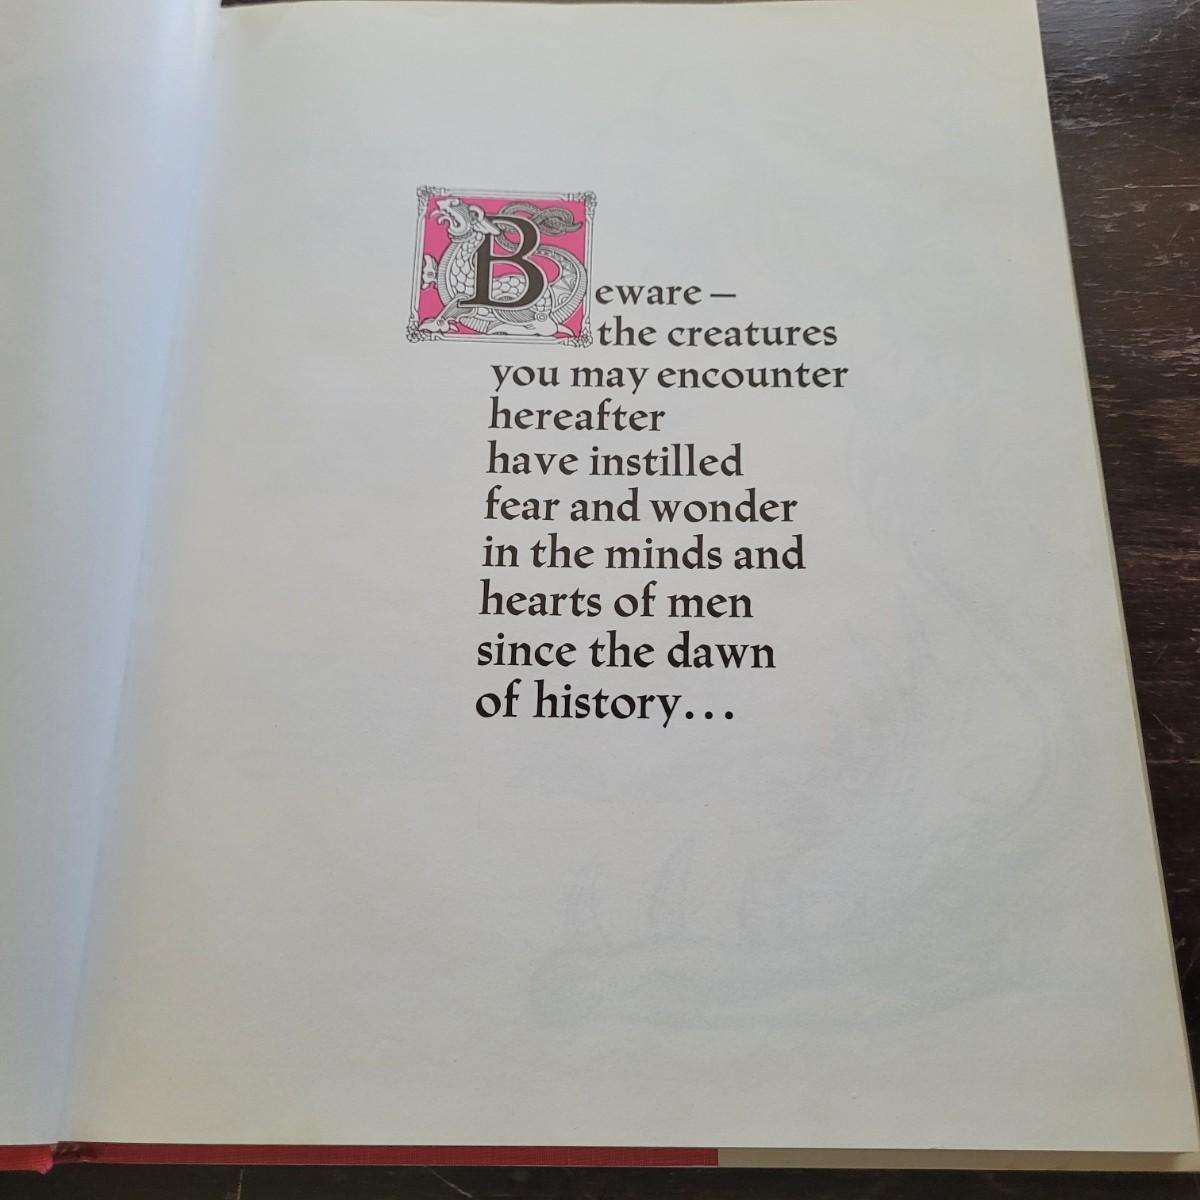 Beware —
the creatures
you may encounter
hereafter
have instilled
fear and wonder
in the minds and
hearts of men
since the dawn
of history...